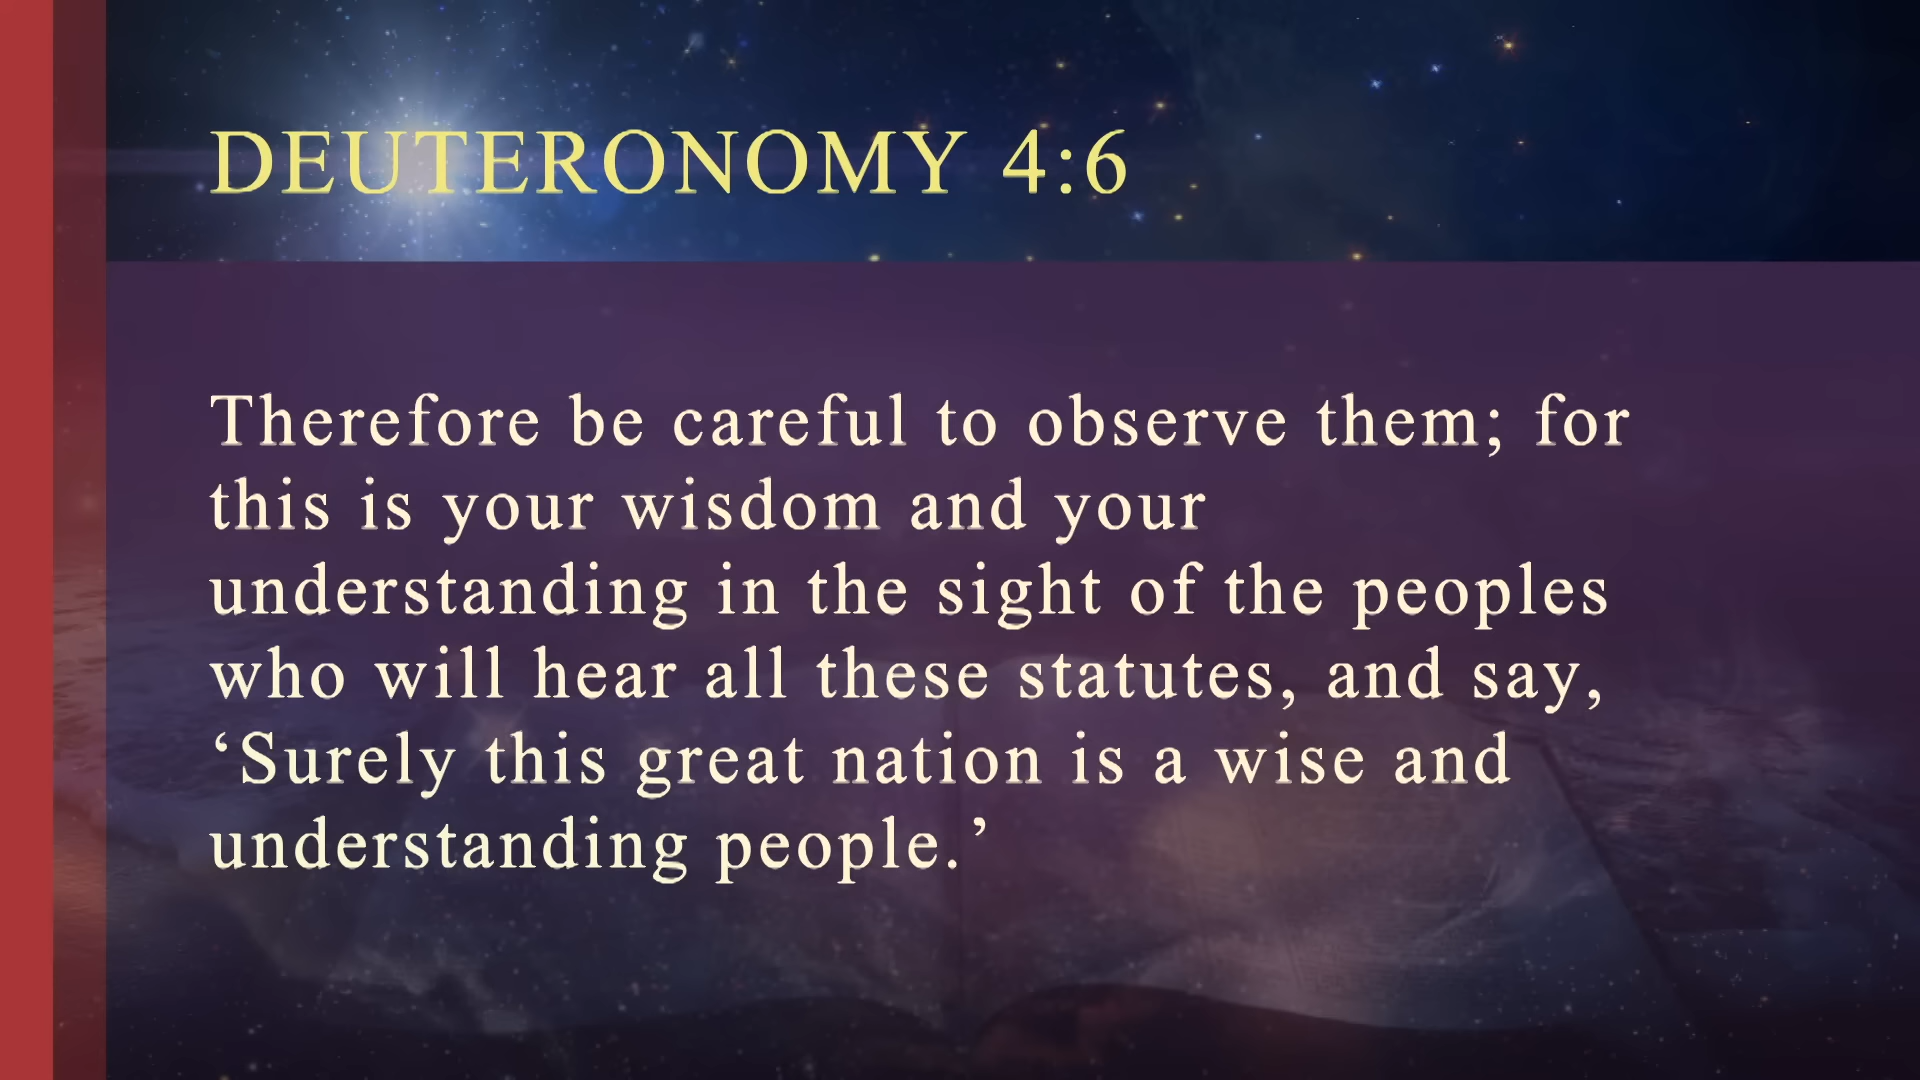 DEUTERONOMY 4:6
Therefore be careful to observe them; for
this is your wisdom and your
understanding in the sight of the peoples
who will hear all these statutes, and say,
‘Surely this great nation is a wise and
understanding people.’